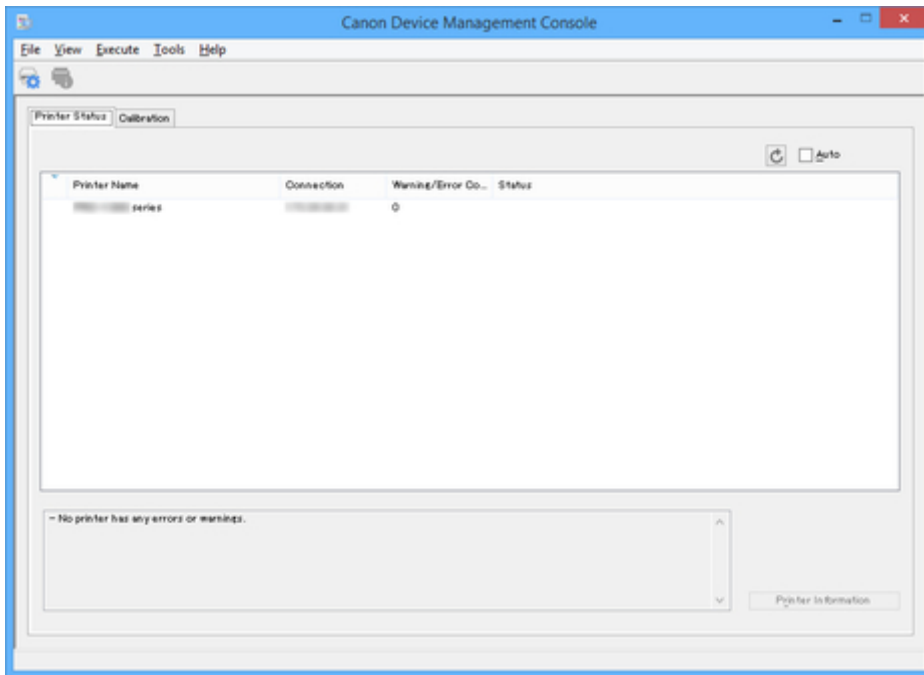 Canon Device Management Console
File View Execute Tools Help
Printer Status Calibration
Auto
Printer Name Connection Warning/Error Co... Status
series 0
- No printer has any errors or warnings.
Printer Information